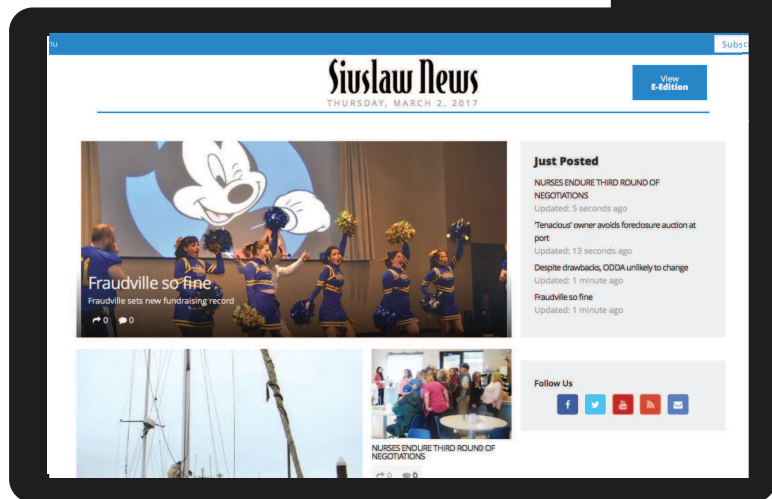 Subsc
Siuslaw News
THURSDAY, MARCH 2, 2017
View
E-Edition
Fraudville so fine
Fraudville sets new fundraising record
0 0
Just Posted
NURSES ENDURE THIRD ROUND OF
NEGOTIATIONS
Updated: 5 seconds ago
'Tenacious' owner avoids foreclosure auction at
port
Updated: 13 seconds ago
Despite drawbacks, ODDA unlikely to change
Updated: 1 minute ago
Fraudville so fine
Updated: 1 minute ago
NURSES ENDURE THIRD ROUND OF
NEGOTIATIONS
0 0
Follow Us